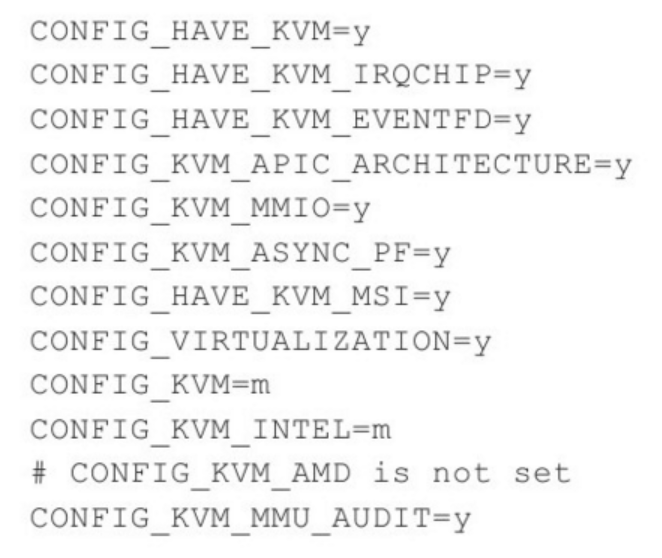 CONFIG_HAVE_KVM=y
CONFIG_HAVE_KVM_IRQCHIP=y
CONFIG_HAVE_KVM_EVENTFD=y
CONFIG_KVM_APIC_ARCHITECTURE=y
CONFIG_KVM_MMIO=y
CONFIG_KVM_ASYNC_PF=y
CONFIG_HAVE_KVM_MSI=y
CONFIG_VIRTUALIZATION=y
CONFIG_KVM=m
CONFIG_KVM_INTEL=m
# CONFIG_KVM_AMD is not set
CONFIG_KVM_MMU_AUDIT=y